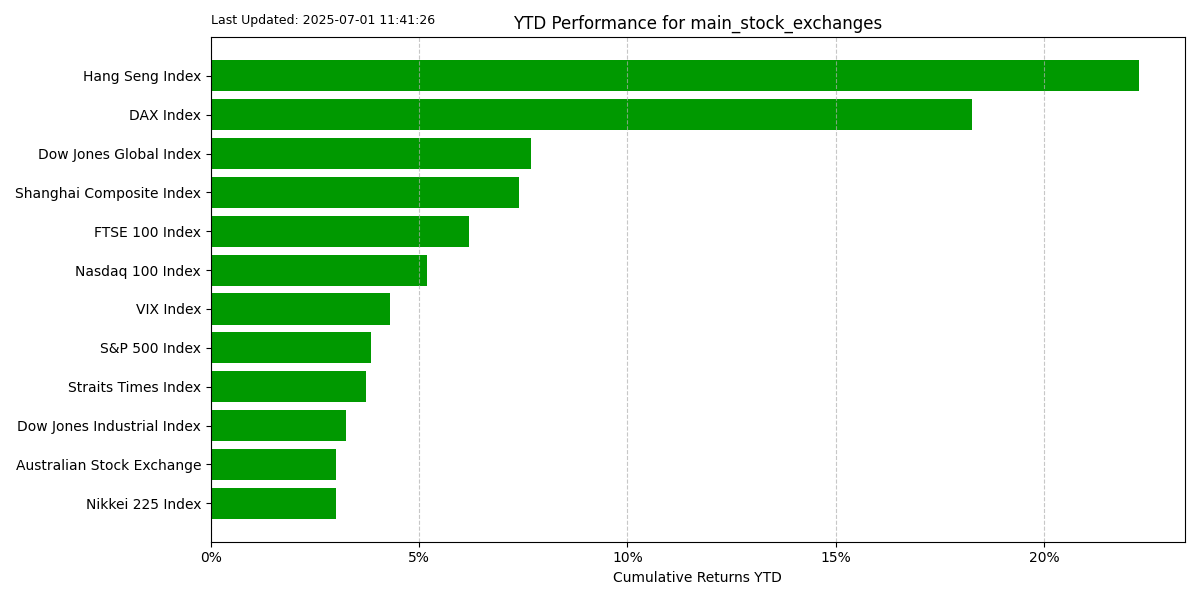 Last Updated: 2025-07-01 11:41:26
YTD Performance for main_stock_exchanges
Hang Seng Index
DAX Index
Dow Jones Global Index
Shanghai Composite Index
FTSE 100 Index
Nasdaq 100 Index
VIX Index
S&P 500 Index
Straits Times Index
Dow Jones Industrial Index
Australian Stock Exchange
Nikkei 225 Index
0% 5% 10% 15% 20%
Cumulative Returns YTD